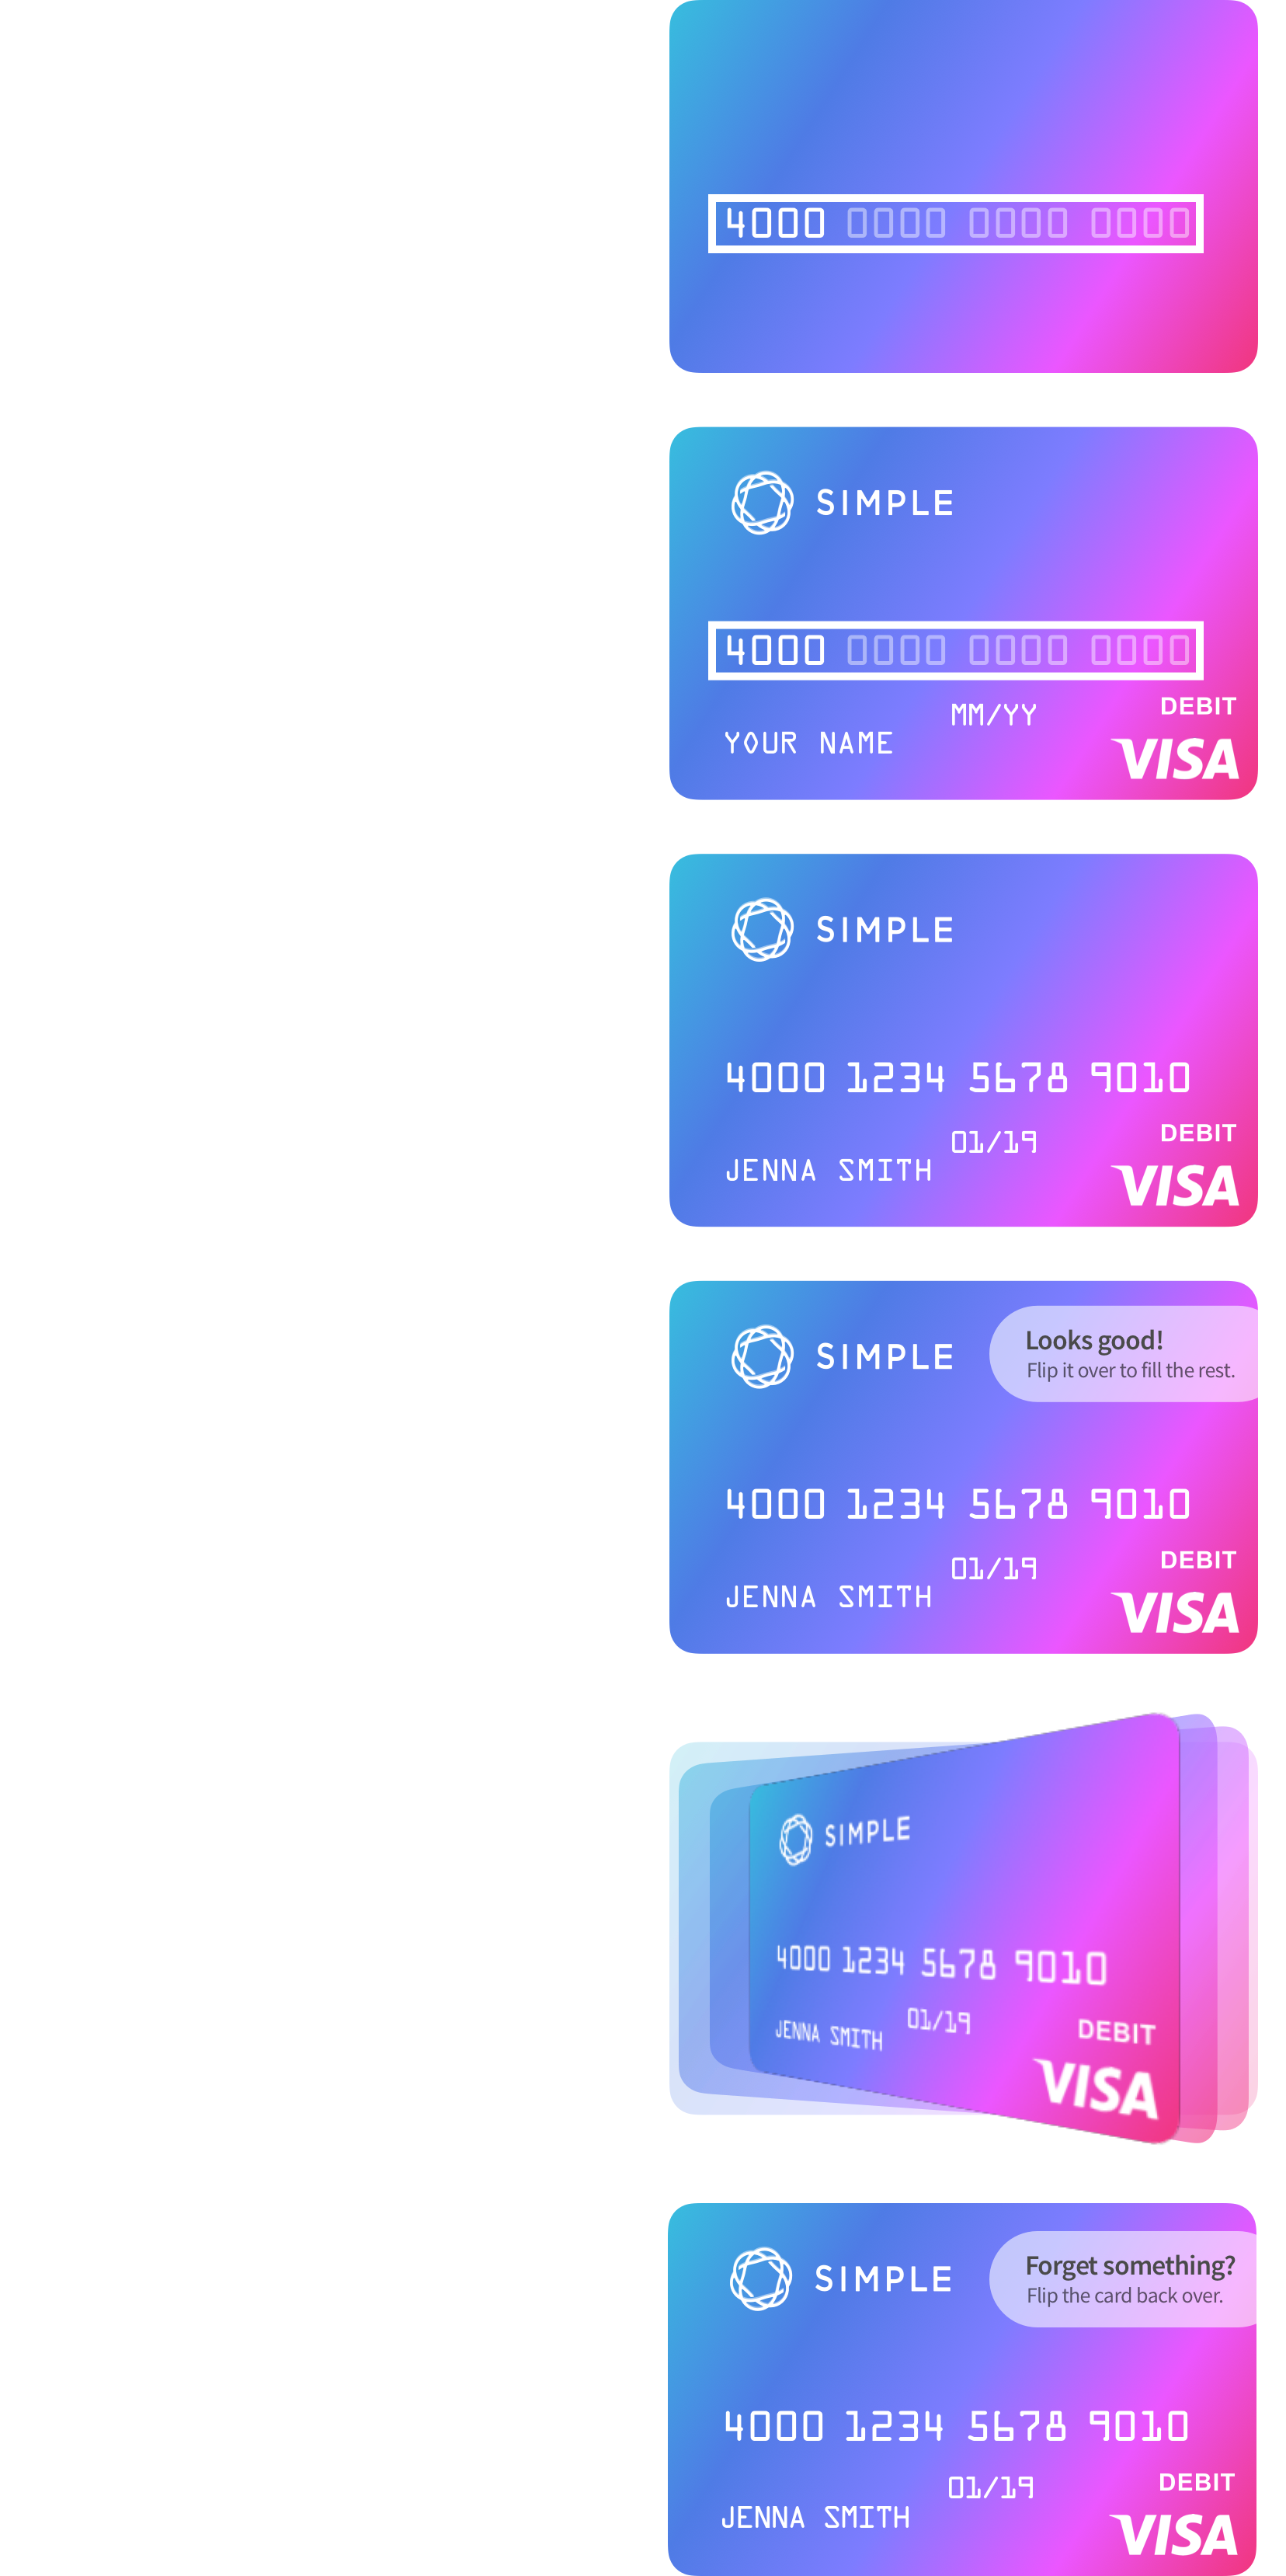 4000 0000 0000 0000
SIMPLE
4000 0000 0000 0000
MM/YY
DEBIT
YOUR NAME
VISA
SIMPLE
4000 1234 5678 9010
01/19
DEBIT
JENNA SMITH
VISA
Looks good!
SIMPLE
Flip it over to fill the rest.
4000 1234 5678 9010
01/19
DEBIT
JENNA SMITH
VISA
SIMPLE
4000 1234 5678 9010
01/19
DEBIT
JENNA SMITH
VISA
Forget something?
SIMPLE
Flip the card back over.
4000 1234 5678 9010
01/19
DEBIT
JENNA SMITH
VISA